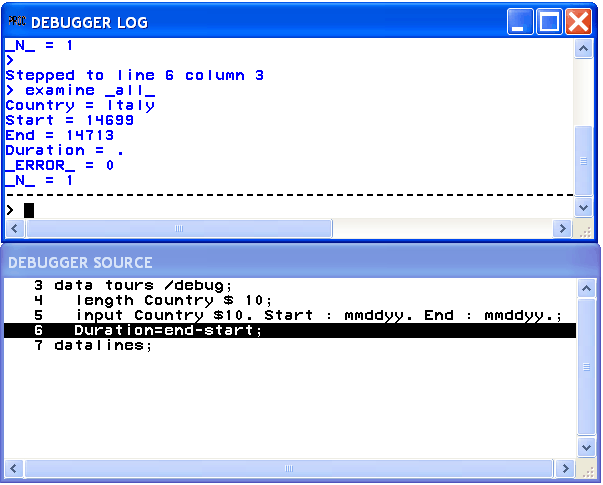 DEBUGGER LOG
_N_ = 1
>
Stepped to line 6 column 3
> examine _all_
Country = Italy
Start = 14699
End = 14713
Duration = .
_ERROR_ = 0
_N_ = 1
>
DEBUGGER SOURCE
3 data tours /debug;
4 length Country $ 10;
5 input Country $10. Start : mmddyy. End : mmddyy.;
6 Duration=end-start;
7 datalines;